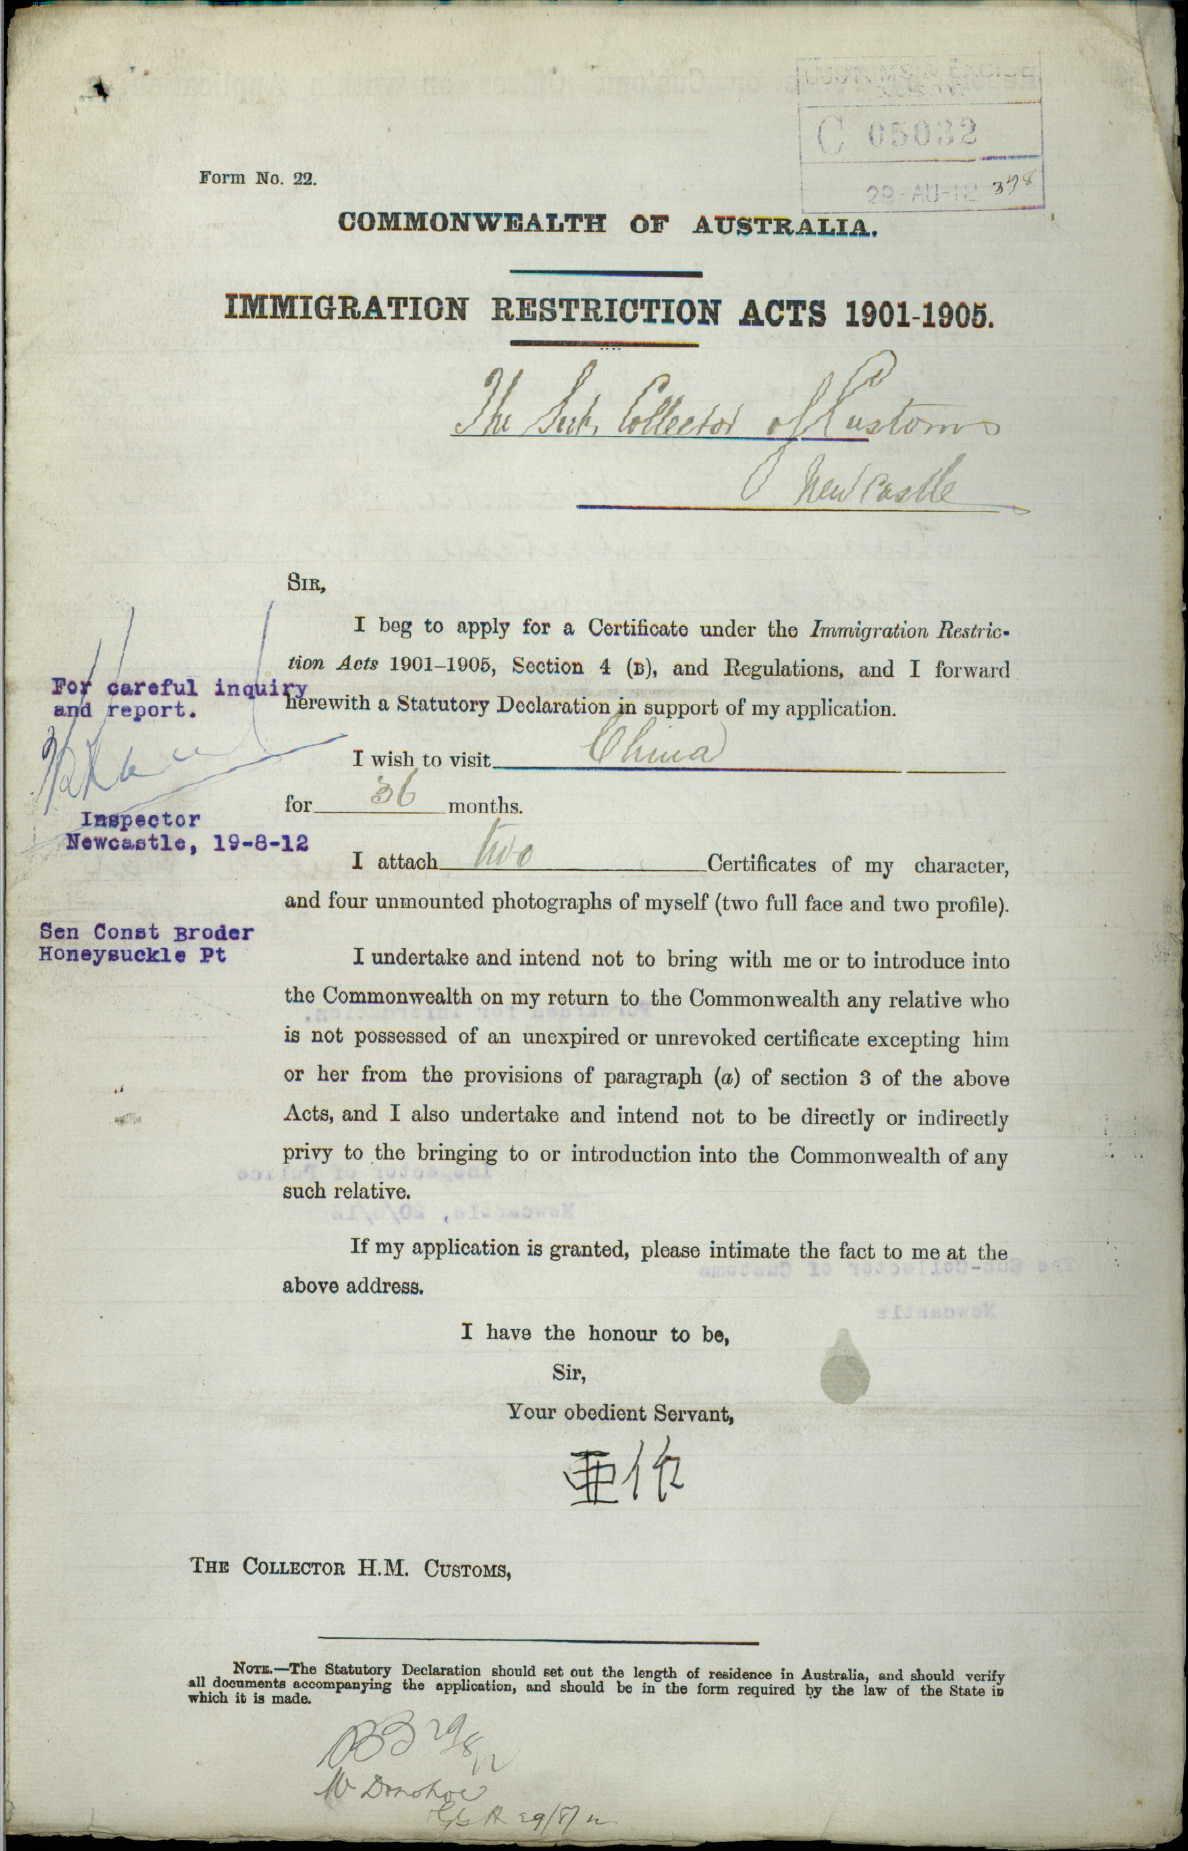 C 05032
29-AU-12 398
Form No. 22.
COMMONWEALTH OF AUSTRALIA.
IMMIGRATION RESTRICTION ACTS 1901-1905.
The Sub. Collector of Customs
Newcastle
SIR,
I beg to apply for a Certificate under the Immigration Restric-
tion Acts 1901–1905, Section 4 (B), and Regulations, and I forward
herewith a Statutory Declaration in support of my application.
For careful inquiry
and report.
I wish to visit China
for 36 months.
Inspector
Newcastle, 19-8-12
I attach two Certificates of my character,
and four unmounted photographs of myself (two full face and two profile).
Sen Const Broder
Honeysuckle Pt
I undertake and intend not to bring with me or to introduce into
the Commonwealth on my return to the Commonwealth any relative who
is not possessed of an unexpired or unrevoked certificate excepting him
or her from the provisions of paragraph (a) of section 3 of the above
Acts, and I also undertake and intend not to be directly or indirectly
privy to the bringing to or introduction into the Commonwealth of any
such relative.
If my application is granted, please intimate the fact to me at the
above address.
I have the honour to be,
Sir,
Your obedient Servant,
亜
THE COLLECTOR H.M. CUSTOMS,
NOTE.—The Statutory Declaration should set out the length of residence in Australia, and should verify
all documents accompanying the application, and should be in the form required by the law of the State in
which it is made.
29/8/12
Mr Donohoe
29/8/12